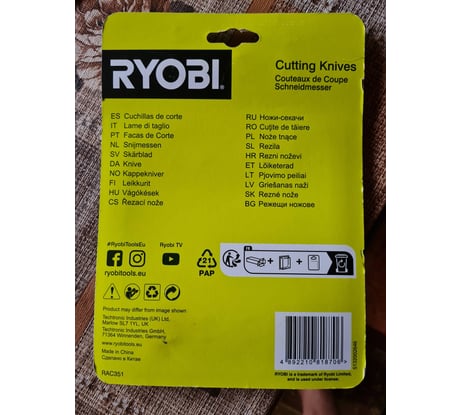 RYOBI
Cutting Knives
Couteaux de Coupe
Schneidmesser
ES Cuchillas de corte
IT Lame di taglio
PT Facas de Corte
NL Snijmessen
SV Skärblad
DA Knive
NO Kappekniver
FI Leikkurit
HU Vágókések
CS Řezací nože
RU Ножи-секачи
RO Cuțite de tăiere
PL Noże tnące
SL Rezila
HR Rezni noževi
ET Lõiketerad
LT Pjovimo peiliai
LV Griešanas naži
SK Rezné nože
BG Режещи ножове
#RyobiToolsEu
Ryobi TV
ryobitools.eu
21
PAP
FR
Product may differ from image shown.
Techtronic Industries (UK) Ltd,
Marlow SL7 1YL, UK
Techtronic Industries GmbH,
71364 Winnenden, Germany
www.ryobitools.eu
Made in China
Сделано в Китае
RAC351
4 892210 818706 >
RYOBI is a trademark of Ryobi Limited,
and is used under license.